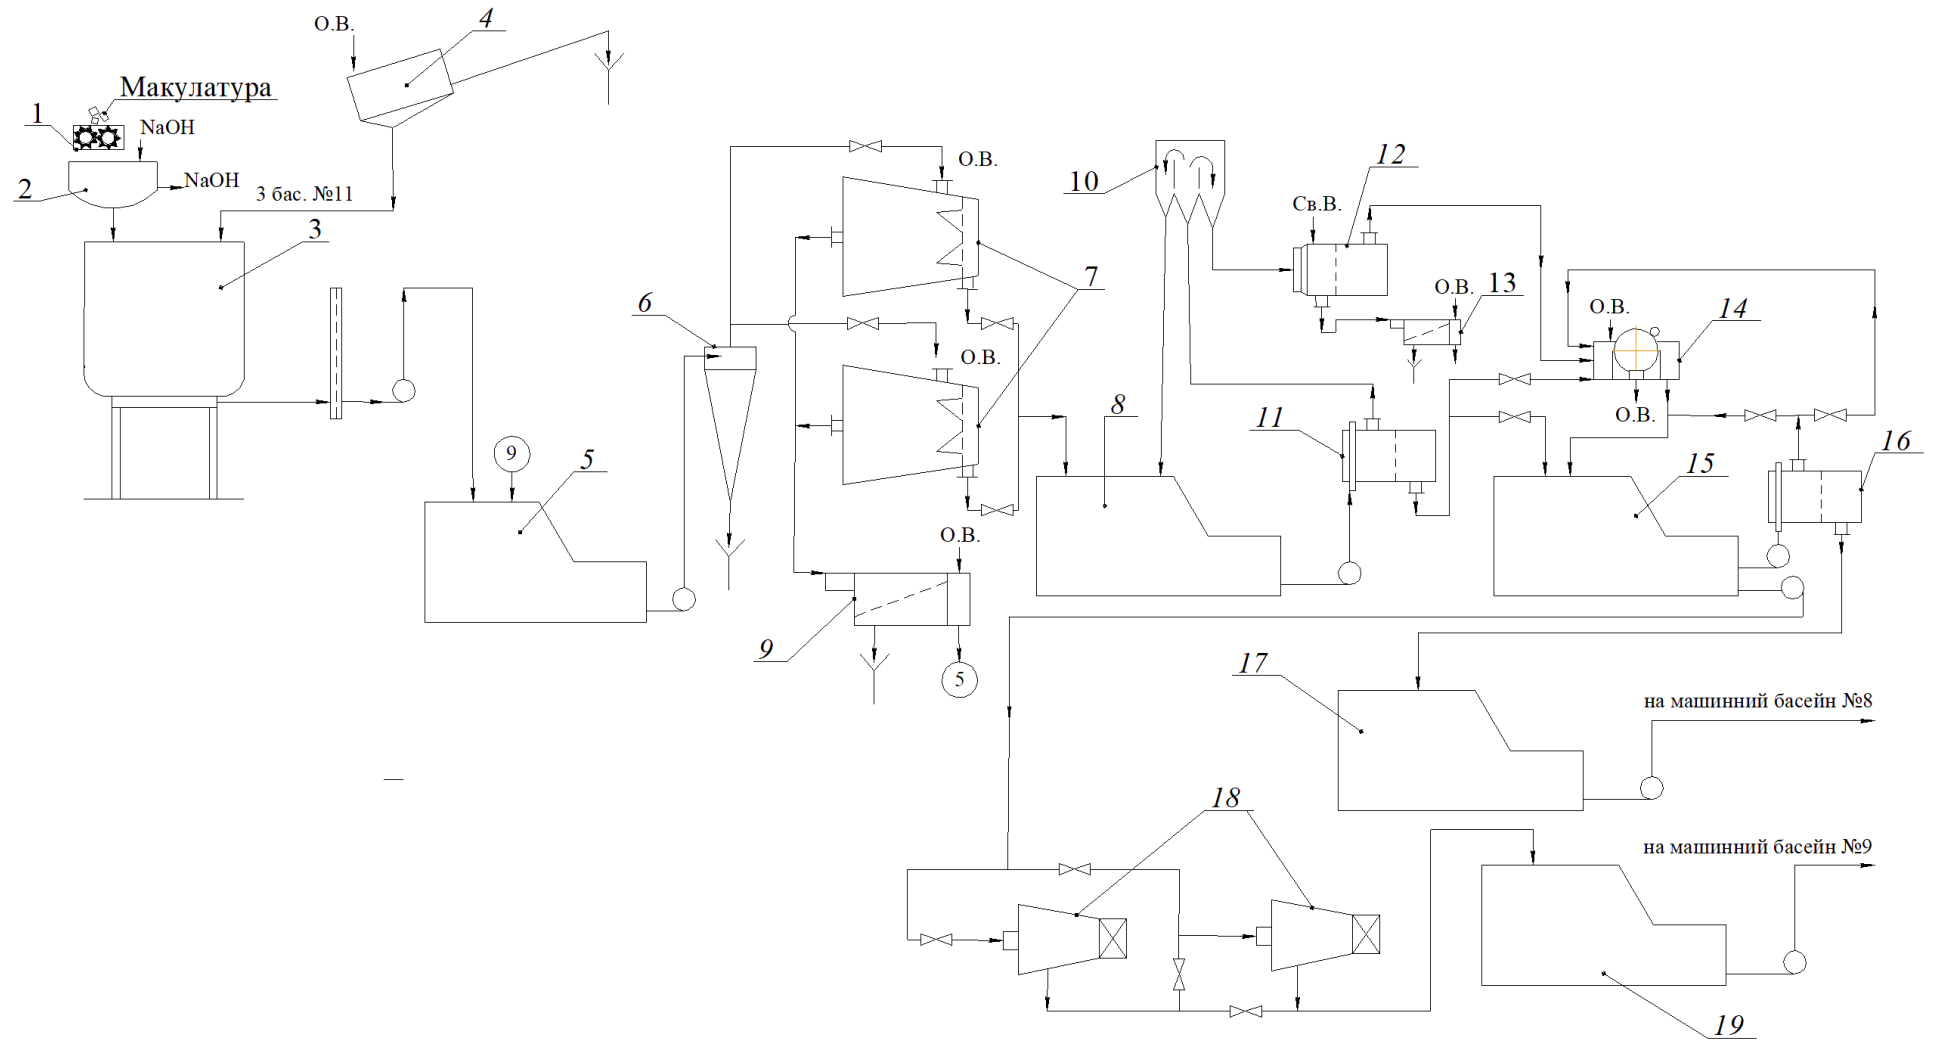 О.В.
4
Макулатура
1
NaOH
2
NaOH
3 бас. №11
3
О.В.
12
10
Св.В.
7
6
О.В.
13
О.В.
14
О.В.
О.В.
8
11
16
9
5
15
О.В.
9
5
17
на машинний басейн №8
18
на машинний басейн №9
19